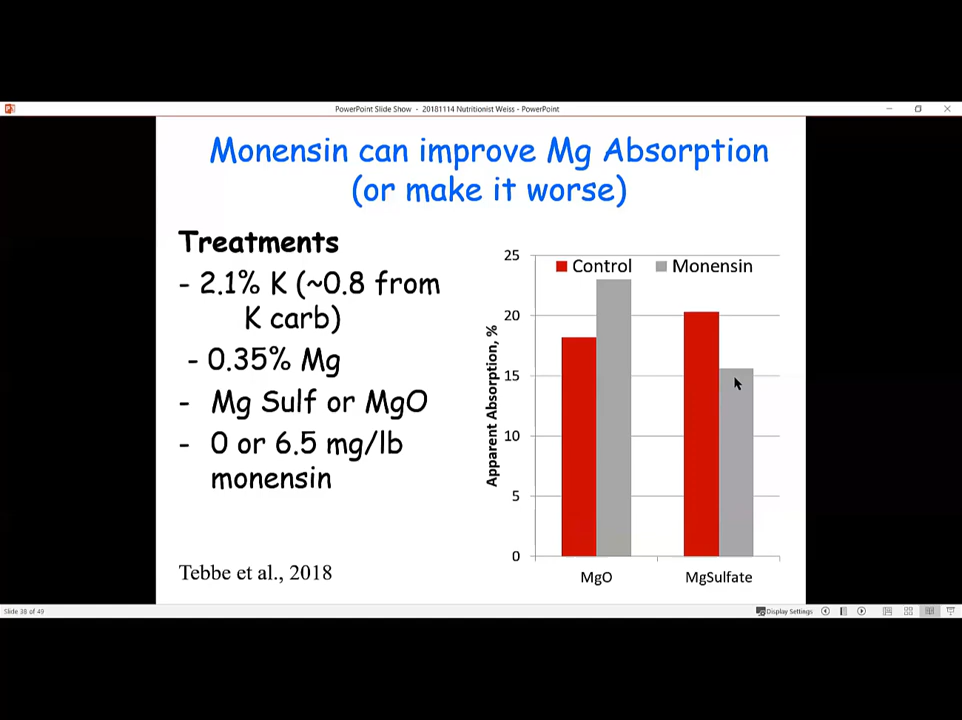 PowerPoint Slide Show - 20181114 Nutritionist Weiss - PowerPoint
Monensin can improve Mg Absorption
(or make it worse)
Treatments
- 2.1% K (~0.8 from
K carb)
- 0.35% Mg
- Mg Sulf or MgO
- 0 or 6.5 mg/lb
monensin
Tebbe et al., 2018
Control
Monensin
Apparent Absorption, %
25
20
15
10
5
0
MgO
MgSulfate
Slide 38 of 49
Display Settings